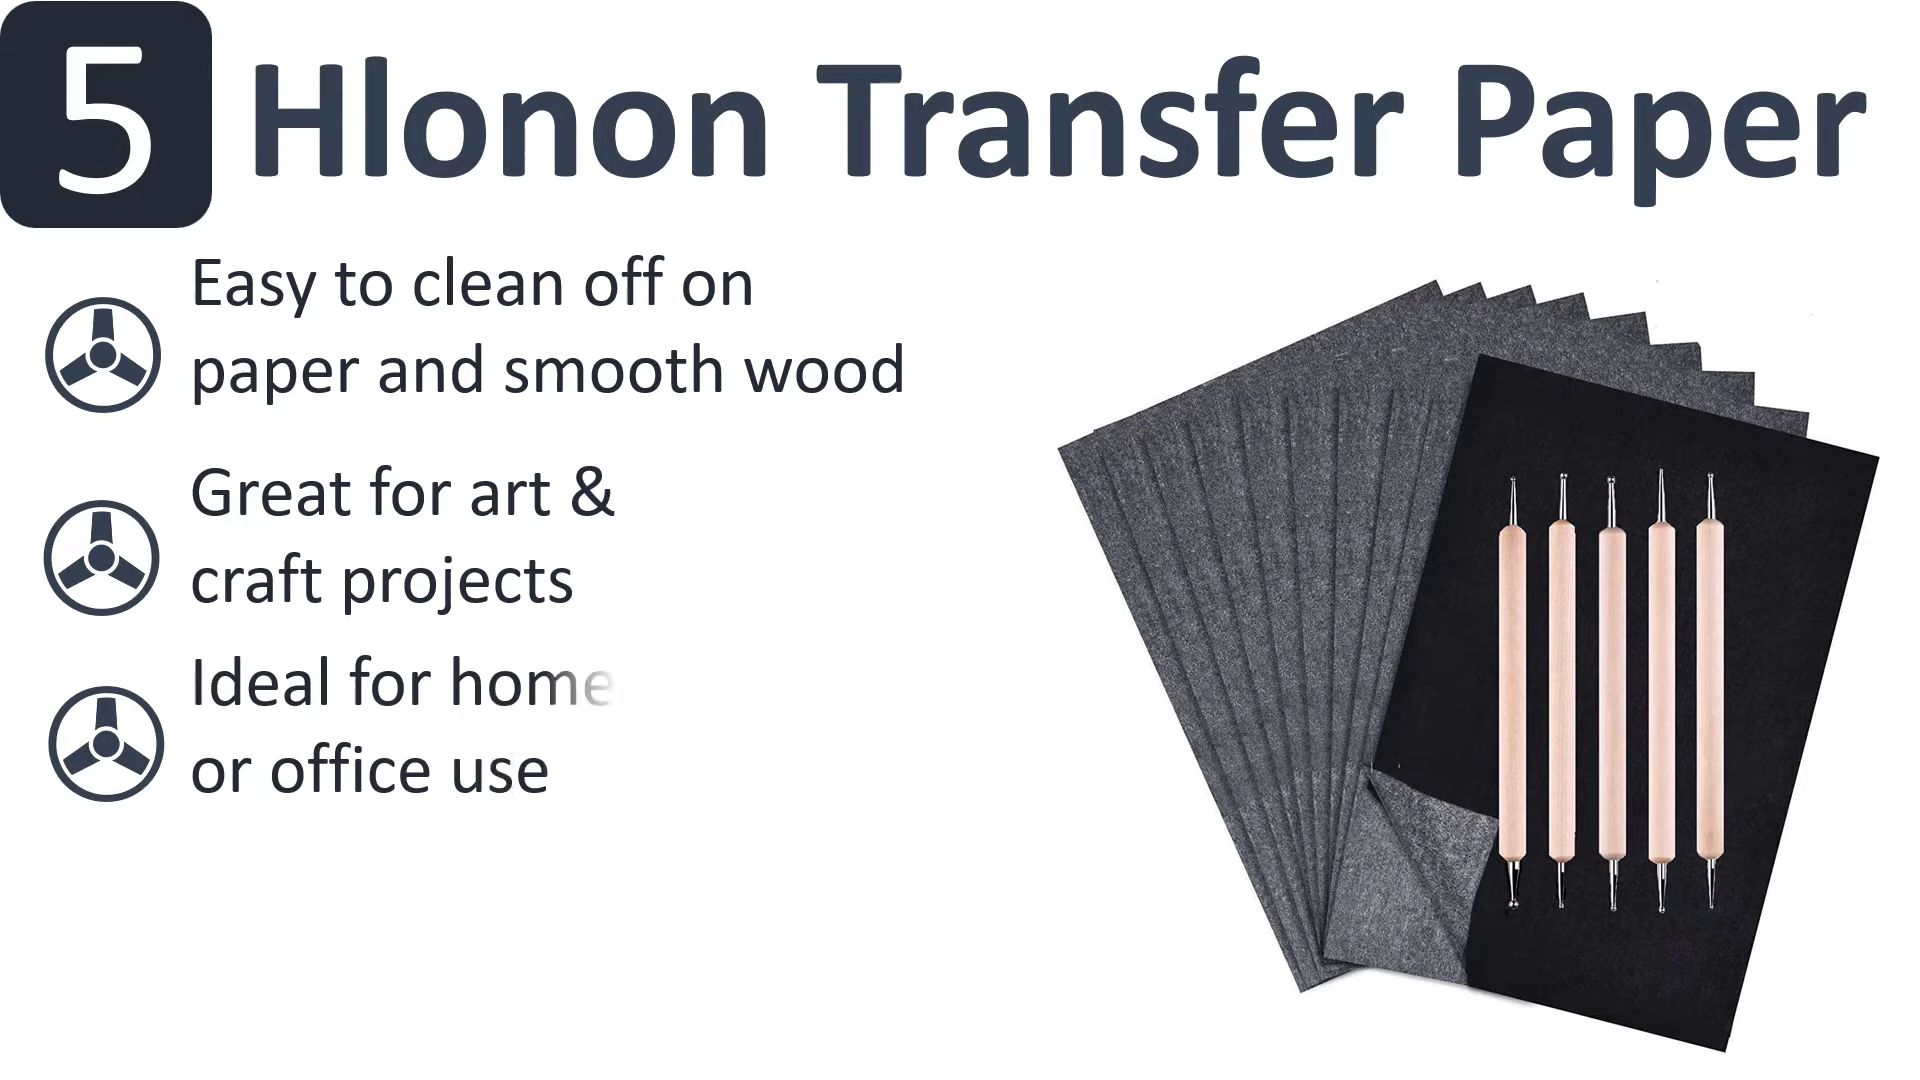 5 Hlonon Transfer Paper
Easy to clean off on
paper and smooth wood
Great for art &
craft projects
Ideal for home
or office use